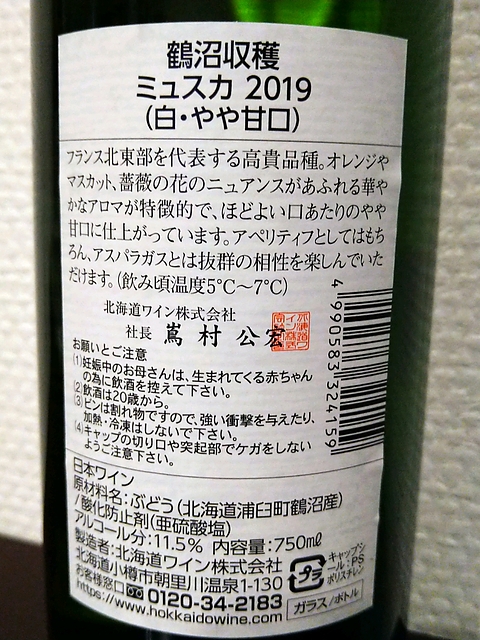 鶴沼収穫
ミュスカ 2019
(白・やや甘口)
フランス北東部を代表する高貴品種。オレンジや
マスカット、薔薇の花のニュアンスがあふれる華や
かなアロマが特徴的で、ほどよい口あたりのやや
甘口に仕上がっています。アペリティフとしてはもち
ろん、アスパラガスとは抜群の相性を楽しんでいた
だけます。(飲み頃温度5℃〜7℃)
北海道ワイン株式会社
社長 嶌村公宏
お願いとご注意
(1)妊娠中のお母さんは、生まれてくる赤ちゃん
の為に飲酒を控えて下さい。
(2)飲酒は20歳から。
(3)ビンは割れ物ですので、強い衝撃を与えたり、
加熱・冷凍はしないで下さい。
(4)キャップの切り口や突起部でケガをしない
ようご注意下さい。
4990583324159
日本ワイン
原材料名:ぶどう(北海道浦臼町鶴沼産)
/酸化防止剤(亜硫酸塩)
アルコール分:11.5% 内容量:750㎖
製造者:北海道ワイン株式会社
北海道小樽市朝里川温泉1-130
お客様窓口 0120-34-2183
https://www.hokkaidowine.com
プラ
キャップシ
ール:PS
ポリスチレン
ガラス/ボトル